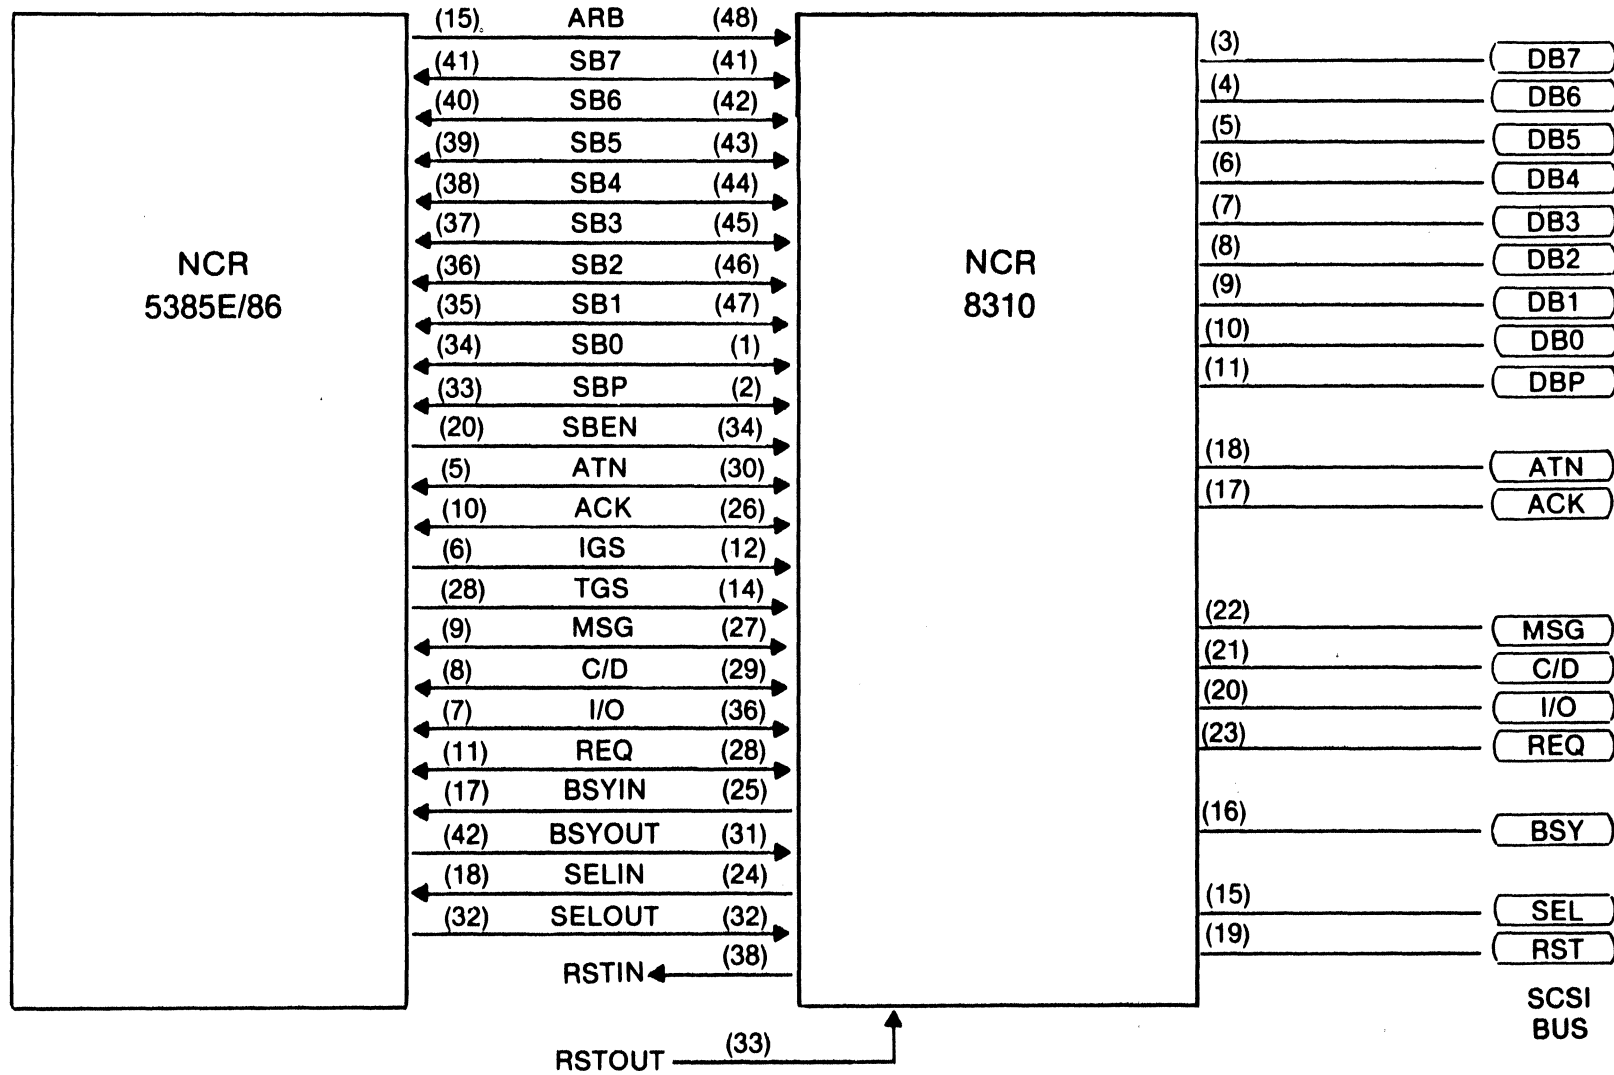 (15) ARB (48)
(41) SB7 (41)
(40) SB6 (42)
(39) SB5 (43)
(38) SB4 (44)
(37) SB3 (45)
(36) SB2 (46)
(35) SB1 (47)
(34) SB0 (1)
(33) SBP (2)
(20) SBEN (34)
(5) ATN (30)
(10) ACK (26)
(6) IGS (12)
(28) TGS (14)
(9) MSG (27)
(8) C/D (29)
(7) I/O (36)
(11) REQ (28)
(17) BSYIN (25)
(42) BSYOUT (31)
(18) SELIN (24)
(32) SELOUT (32)
RSTIN (38)
RSTOUT (33)
NCR
5385E/86
NCR
8310
(3) DB7
(4) DB6
(5) DB5
(6) DB4
(7) DB3
(8) DB2
(9) DB1
(10) DB0
(11) DBP
(18) ATN
(17) ACK
(22) MSG
(21) C/D
(20) I/O
(23) REQ
(16) BSY
(15) SEL
(19) RST
SCSI
BUS